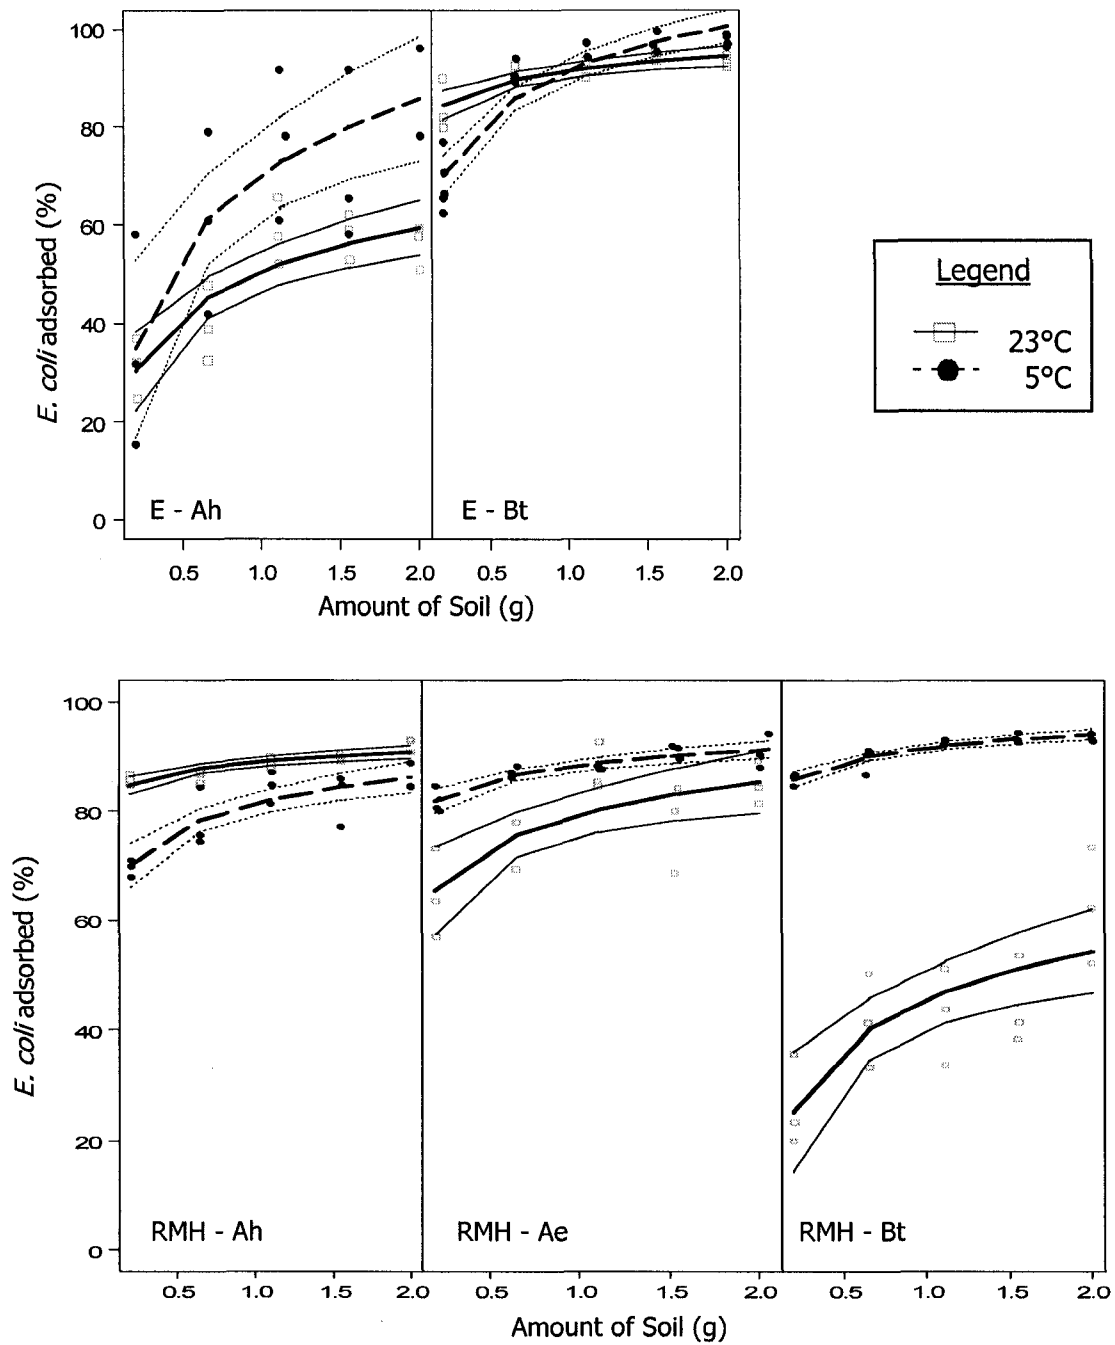 100
80
60
40
20
0
E. coli adsorbed (%)
E - Ah
E - Bt
0.5 1.0 1.5 2.0 0.5 1.0 1.5 2.0
Amount of Soil (g)
Legend
23°C
5°C
100
80
60
40
20
0
E. coli adsorbed (%)
RMH - Ah
RMH - Ae
RMH - Bt
0.5 1.0 1.5 2.0 0.5 1.0 1.5 2.0 0.5 1.0 1.5 2.0
Amount of Soil (g)